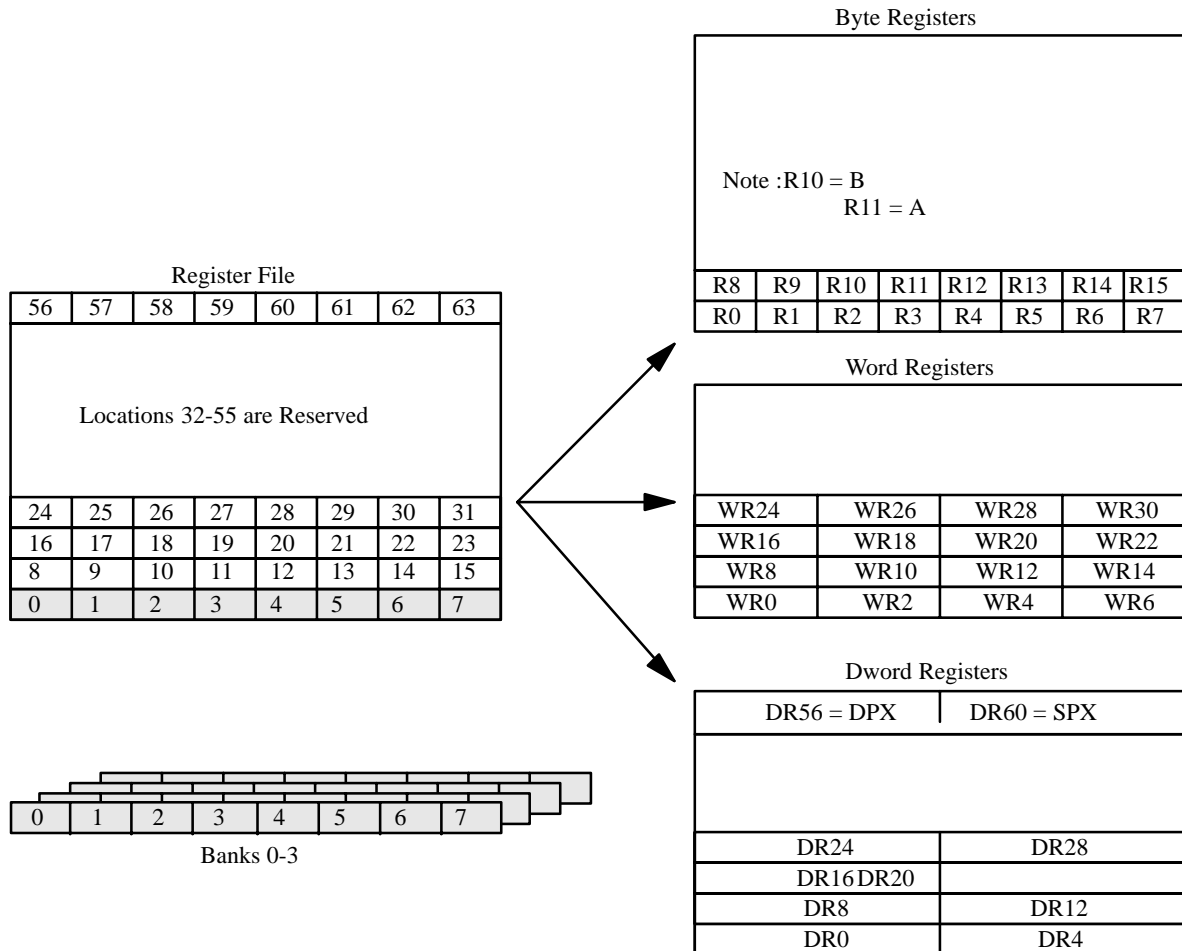 Register File
56 57 58 59 60 61 62 63
Locations 32-55 are Reserved
24 25 26 27 28 29 30 31
16 17 18 19 20 21 22 23
8 9 10 11 12 13 14 15
0 1 2 3 4 5 6 7
0 1 2 3 4 5 6 7
Banks 0-3
Byte Registers
Note :R10 = B
R11 = A
R8 R9 R10 R11 R12 R13 R14 R15
R0 R1 R2 R3 R4 R5 R6 R7
Word Registers
WR24 WR26 WR28 WR30
WR16 WR18 WR20 WR22
WR8 WR10 WR12 WR14
WR0 WR2 WR4 WR6
Dword Registers
DR56 = DPX DR60 = SPX
DR24 DR28
DR16DR20
DR8 DR12
DR0 DR4